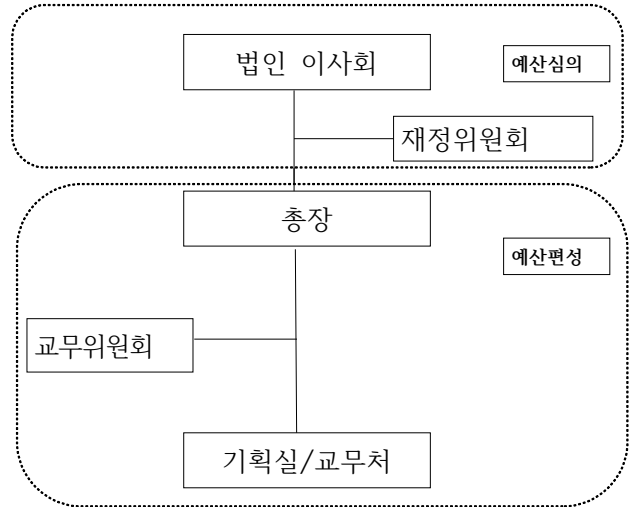 법인 이사회
예산심의
재정위원회
총장
예산편성
교무위원회
기획실/교무처